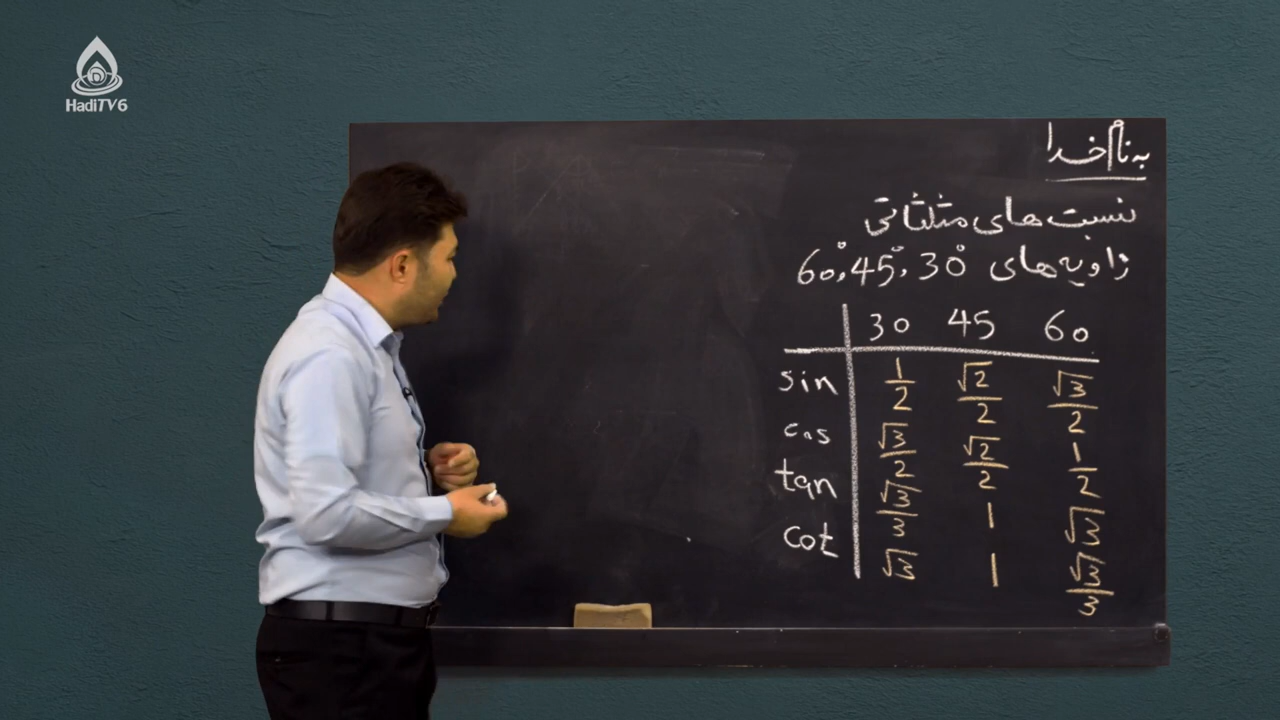 HadiTV6
به نام خدا
نسبت های مثلثاتی
زاویه های 30°، 45°، 60°
30 45 60
sin 1/2 √2/2 √3/2
cos √3/2 √2/2 1/2
tan √3/3 1 √3
cot √3 1 √3/3